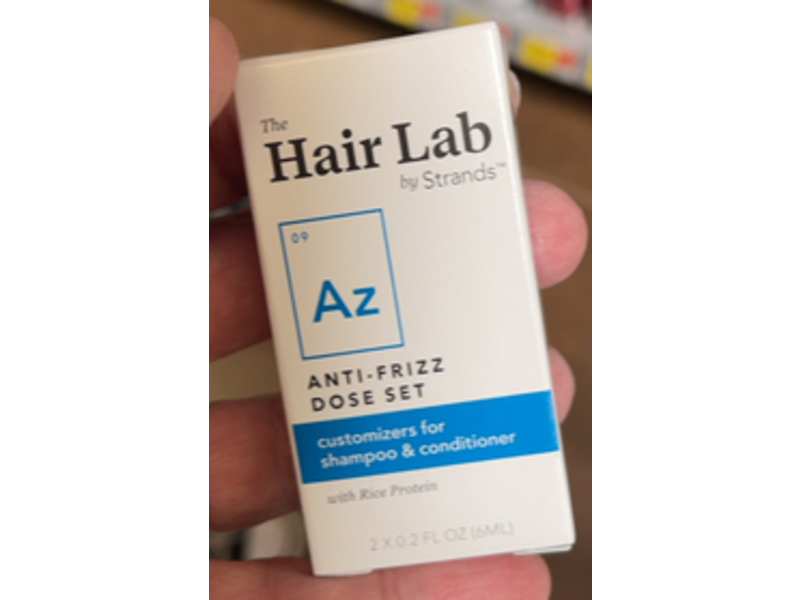 The
Hair Lab
by Strands™
09
Az
ANTI-FRIZZ
DOSE SET
customizers for
shampoo & conditioner
with Rice Protein
2 X 0.2 FL OZ (6ML)